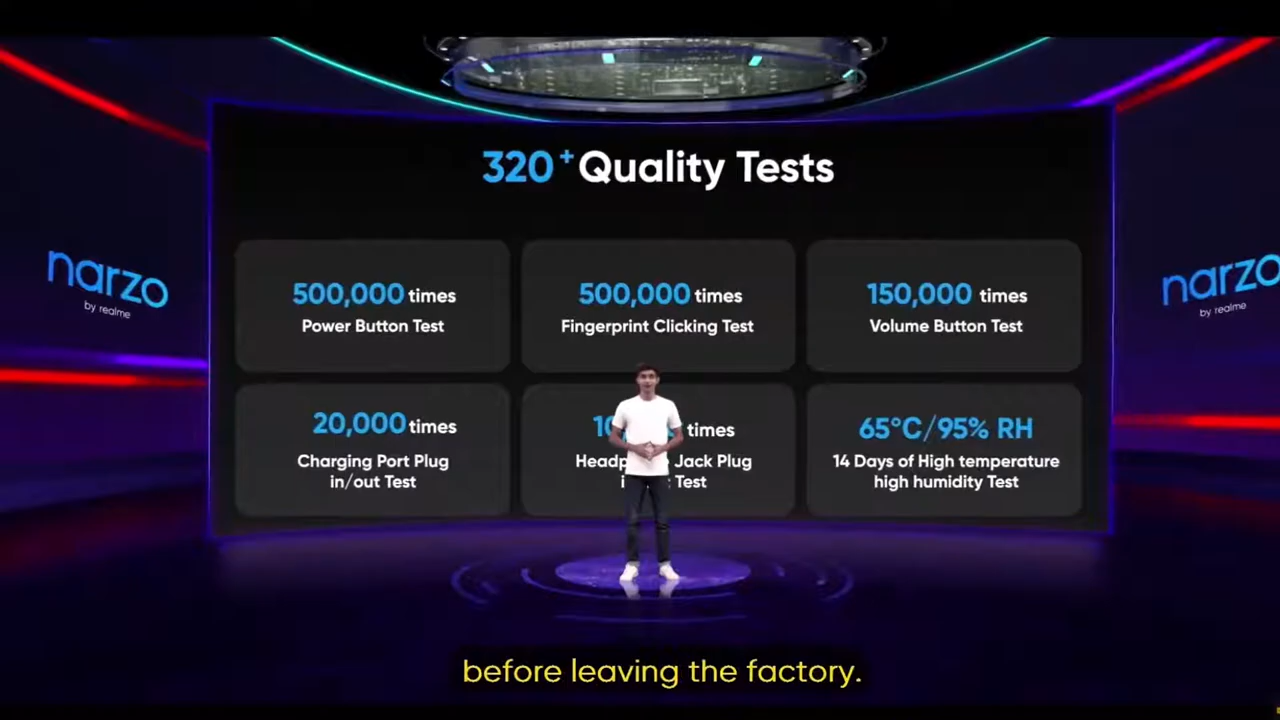 320+ Quality Tests
narzo
by realme
narzo
by realme
500,000 times
Power Button Test
500,000 times
Fingerprint Clicking Test
150,000 times
Volume Button Test
20,000 times
Charging Port Plug
in/out Test
times
Jack Plug
Test
65°C/95% RH
14 Days of High temperature
high humidity Test
before leaving the factory.